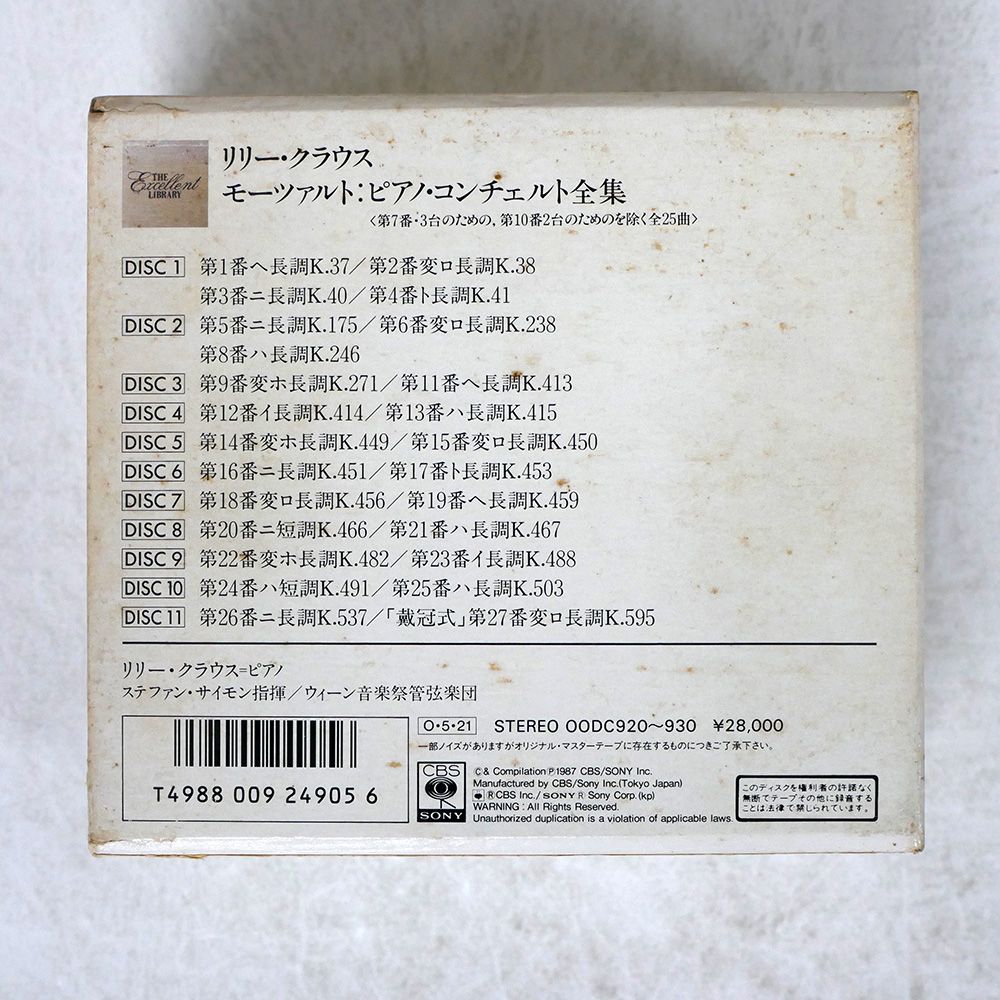 THE
Excellent
LIBRARY
リリー・クラウス
モーツァルト:ピアノ・コンチェルト全集
〈第7番・3台のための, 第10番2台のためのを除く全25曲〉
DISC 1 第1番ヘ長調K.37／第2番変ロ長調K.38
第3番ニ長調K.40／第4番ト長調K.41
DISC 2 第5番ニ長調K.175／第6番変ロ長調K.238
第8番ハ長調K.246
DISC 3 第9番変ホ長調K.271／第11番ヘ長調K.413
DISC 4 第12番イ長調K.414／第13番ハ長調K.415
DISC 5 第14番変ホ長調K.449／第15番変ロ長調K.450
DISC 6 第16番ニ長調K.451／第17番ト長調K.453
DISC 7 第18番変ロ長調K.456／第19番ヘ長調K.459
DISC 8 第20番ニ短調K.466／第21番ハ長調K.467
DISC 9 第22番変ホ長調K.482／第23番イ長調K.488
DISC 10 第24番ハ短調K.491／第25番ハ長調K.503
DISC 11 第26番ニ長調K.537／「戴冠式」第27番変ロ長調K.595
リリー・クラウス=ピアノ
ステファン・サイモン指揮／ウィーン音楽祭管弦楽団
O・5・21 STEREO OODC920〜930 ¥28,000
一部ノイズがありますがオリジナル・マスターテープに存在するものにつきご了承下さい。
T4988 009 24905 6
CBS
SONY
© & Compilation ℗ 1987 CBS/SONY Inc.
Manufactured by CBS/Sony Inc.(Tokyo Japan)
® CBS Inc./ SONY ® Sony Corp.(kp)
WARNING : All Rights Reserved.
Unauthorized duplication is a violation of applicable laws.
このディスクを権利者の許諾なく
無断でテープその他に録音する
ことは法律で禁じられています。